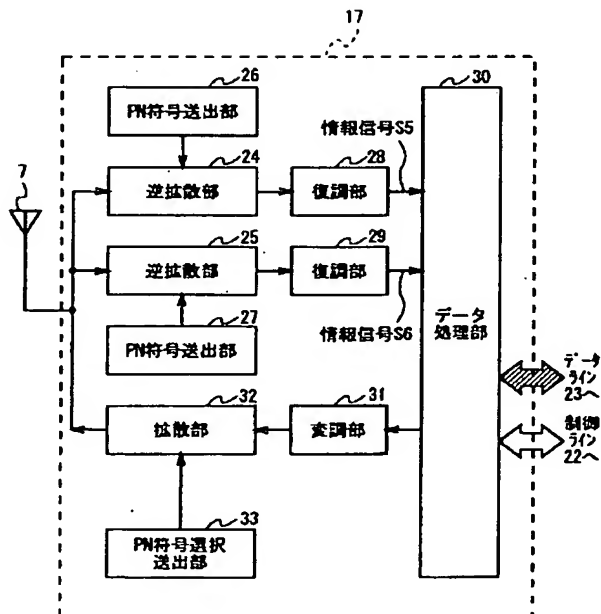 17
26
PN符号送出部
30
7
24
逆拡散部
28
復調部
情報信号S5
25
逆拡散部
29
復調部
27
PN符号送出部
情報信号S6
データ
処理部
32
拡散部
31
変調部
データ
ライン
23へ
制御
ライン
22へ
33
PN符号選択
送出部